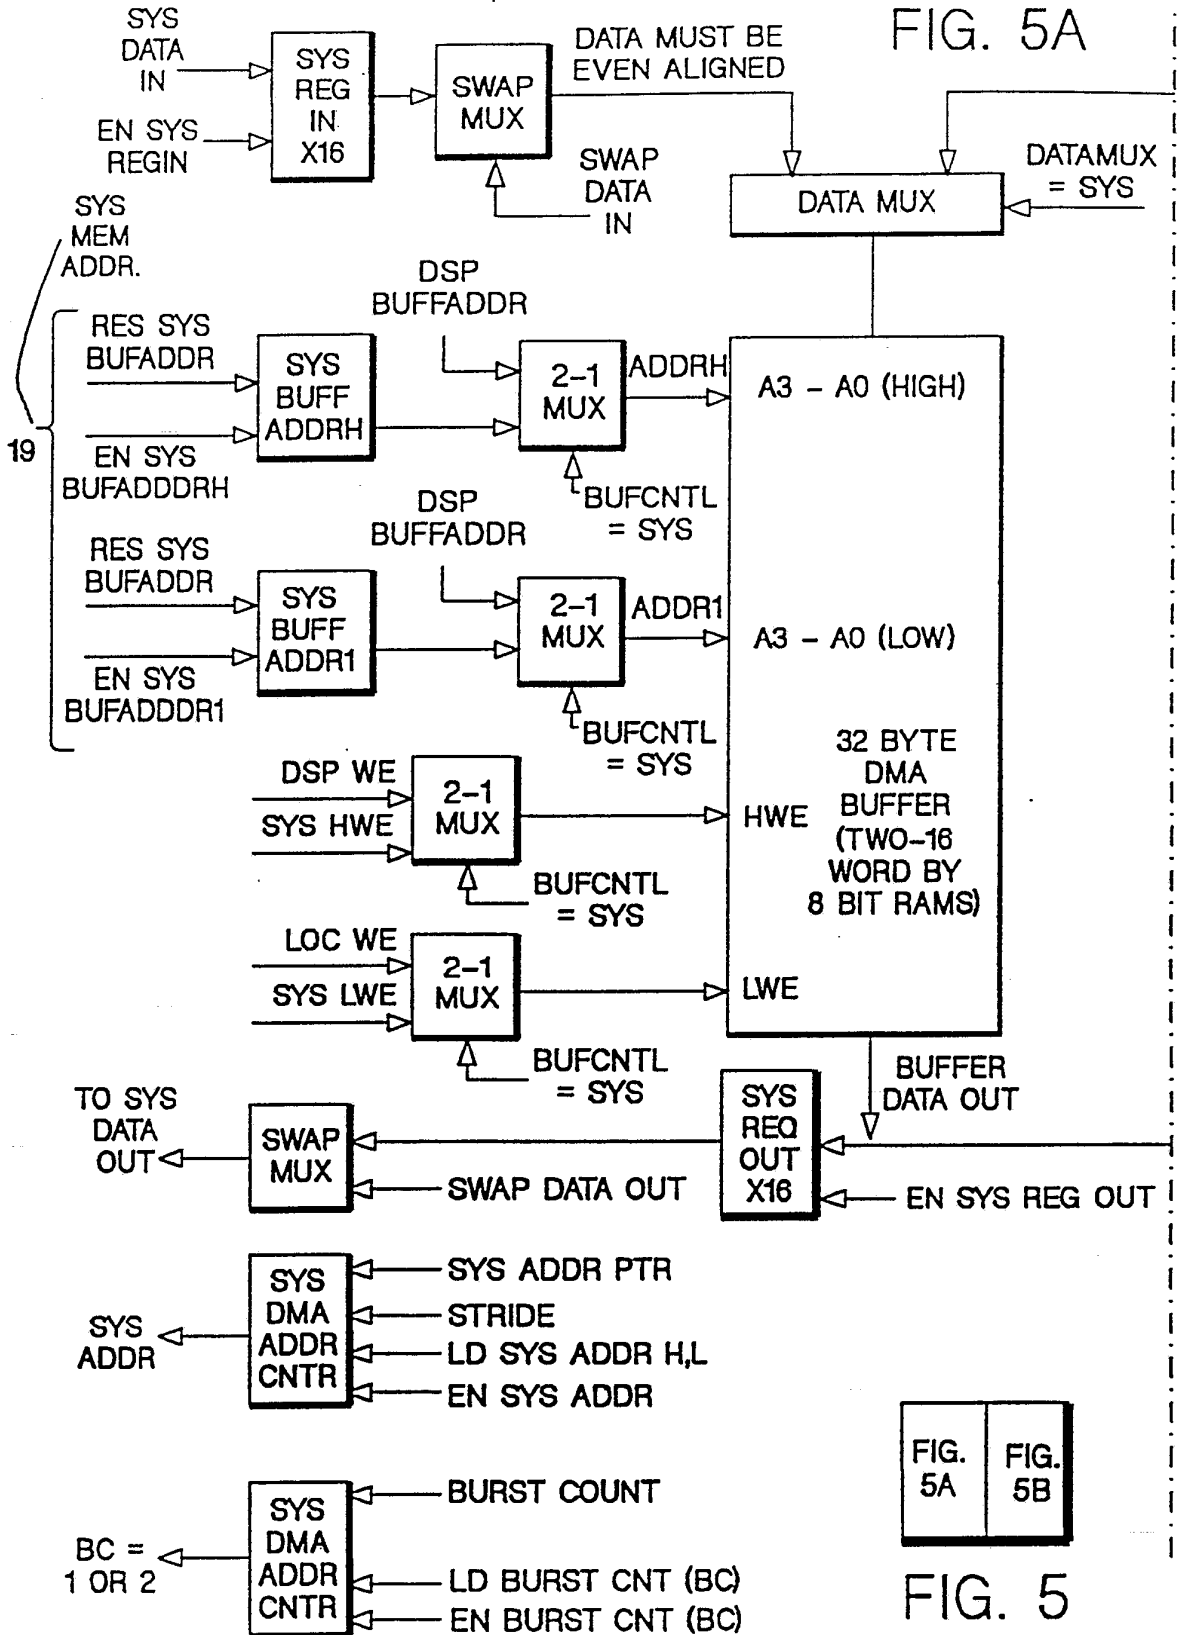 FIG. 5A
SYS
DATA
IN
EN SYS
REGIN
SYS
REG
IN
X16
SWAP
MUX
DATA MUST BE
EVEN ALIGNED
SWAP
DATA
IN
DATAMUX
= SYS
DATA MUX
SYS
MEM
ADDR.
19
RES SYS
BUFADDR
EN SYS
BUFADDDRH
SYS
BUFF
ADDRH
DSP
BUFFADDR
2-1
MUX
ADDRH
BUFCNTL
= SYS
A3 - A0 (HIGH)
RES SYS
BUFADDR
EN SYS
BUFADDDR1
SYS
BUFF
ADDR1
DSP
BUFFADDR
2-1
MUX
ADDR1
BUFCNTL
= SYS
A3 - A0 (LOW)
32 BYTE
DMA
BUFFER
(TWO-16
WORD BY
8 BIT RAMS)
DSP WE
SYS HWE
2-1
MUX
BUFCNTL
= SYS
HWE
LOC WE
SYS LWE
2-1
MUX
BUFCNTL
= SYS
LWE
BUFFER
DATA OUT
TO SYS
DATA
OUT
SWAP
MUX
SWAP DATA OUT
SYS
REQ
OUT
X16
EN SYS REG OUT
SYS
ADDR
SYS
DMA
ADDR
CNTR
SYS ADDR PTR
STRIDE
LD SYS ADDR H,L
EN SYS ADDR
BC =
1 OR 2
SYS
DMA
ADDR
CNTR
BURST COUNT
LD BURST CNT (BC)
EN BURST CNT (BC)
FIG.
5A
FIG.
5B
FIG. 5